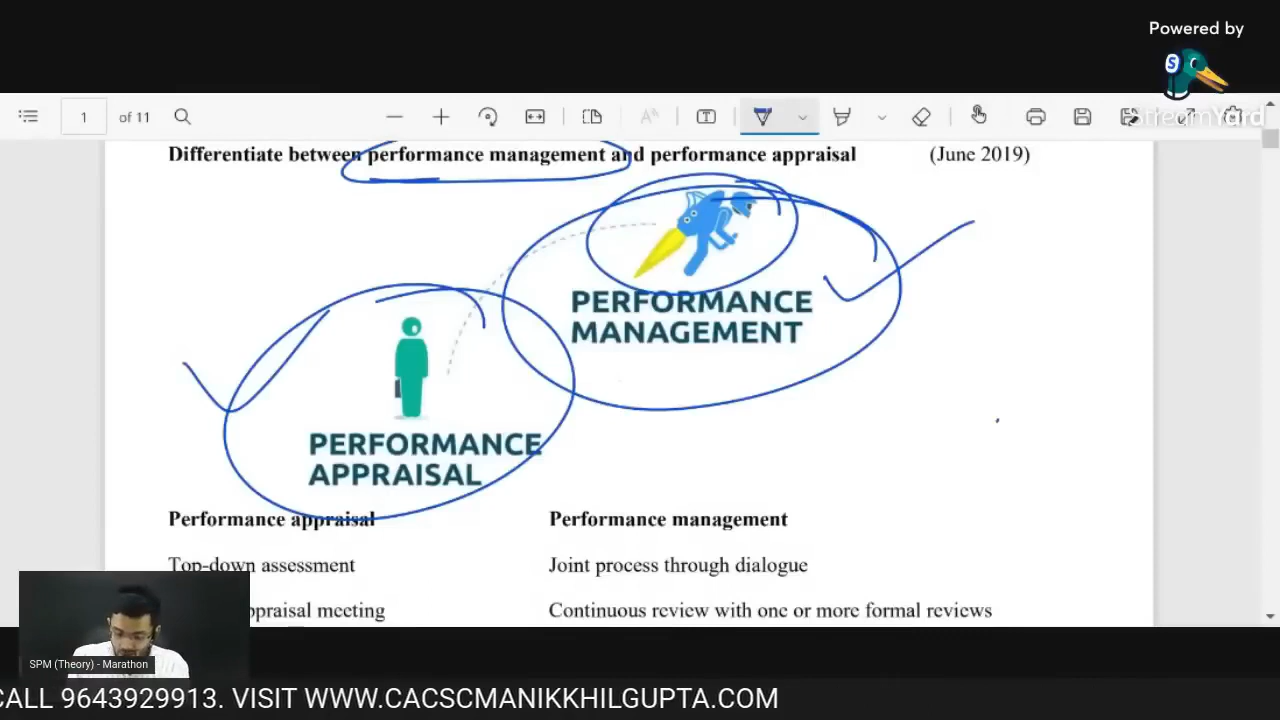 Powered by
S
StreamYard
1 of 11
Differentiate between performance management and performance appraisal (June 2019)
PERFORMANCE
MANAGEMENT
PERFORMANCE
APPRAISAL
Performance appraisal Performance management
Top-down assessment Joint process through dialogue
appraisal meeting Continuous review with one or more formal reviews
SPM (Theory) - Marathon
CALL 9643929913. VISIT WWW.CACSCMANIKKHILGUPTA.COM